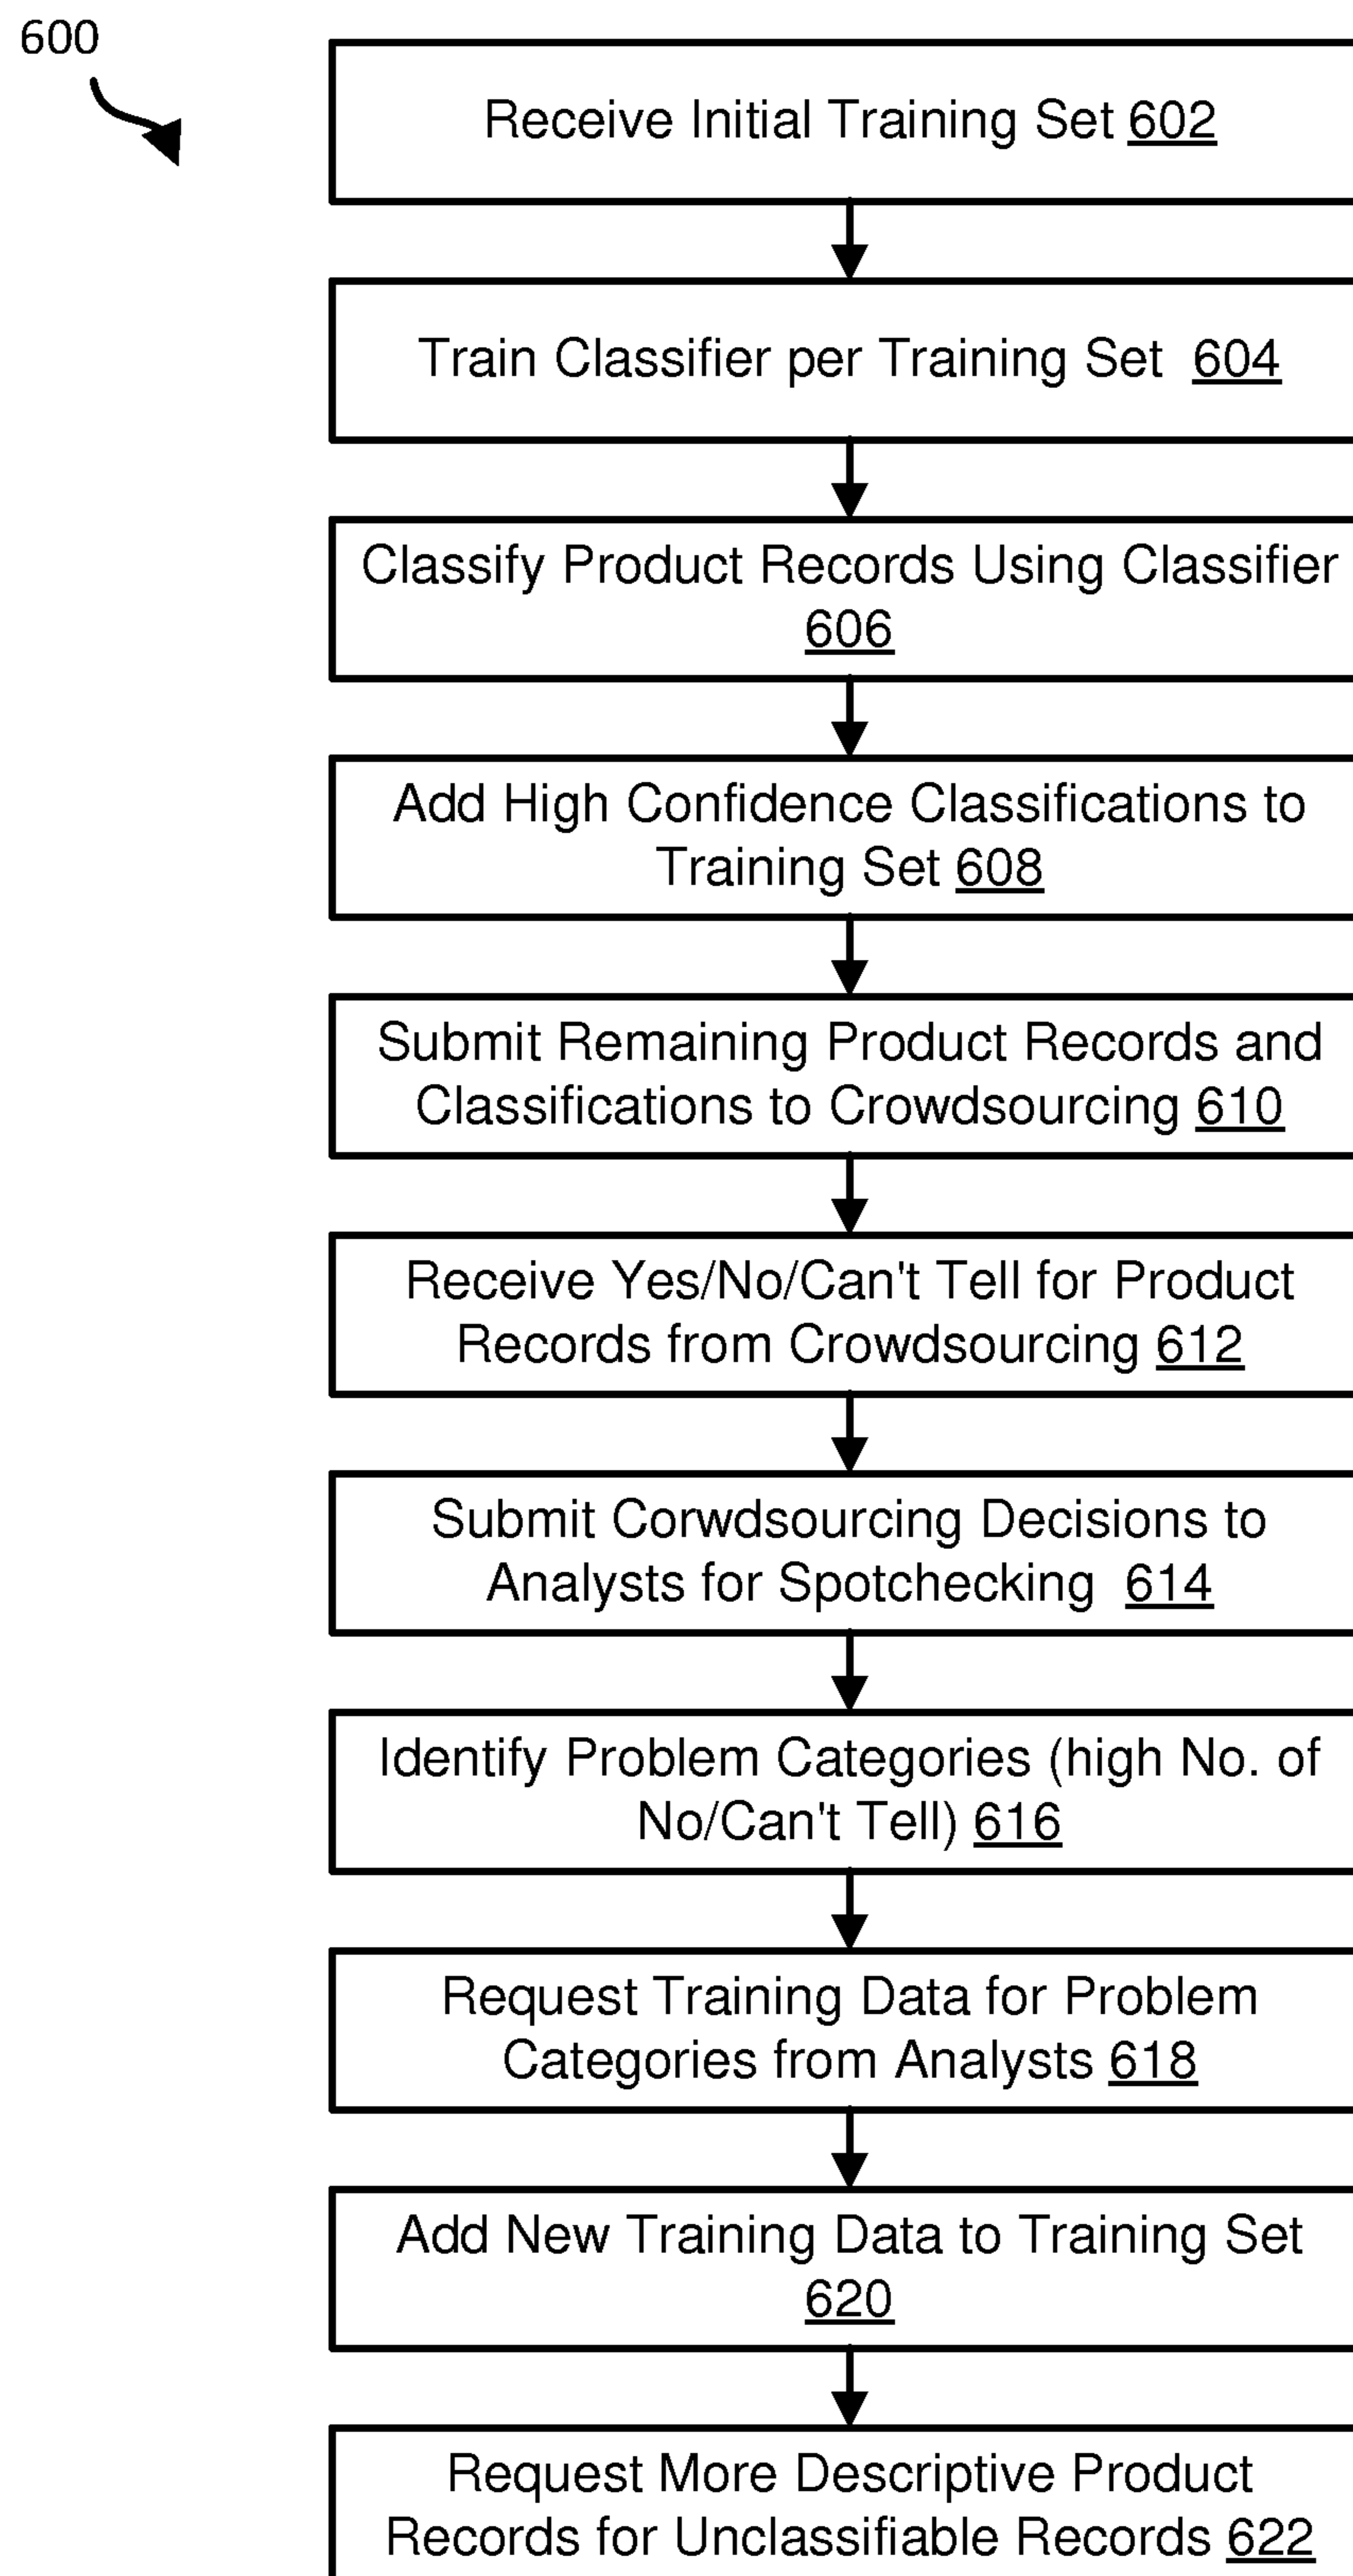 600
Receive Initial Training Set 602
Train Classifier per Training Set 604
Classify Product Records Using Classifier
606
Add High Confidence Classifications to
Training Set 608
Submit Remaining Product Records and
Classifications to Crowdsourcing 610
Receive Yes/No/Can't Tell for Product
Records from Crowdsourcing 612
Submit Corwdsourcing Decisions to
Analysts for Spotchecking 614
Identify Problem Categories (high No. of
No/Can't Tell) 616
Request Training Data for Problem
Categories from Analysts 618
Add New Training Data to Training Set
620
Request More Descriptive Product
Records for Unclassifiable Records 622